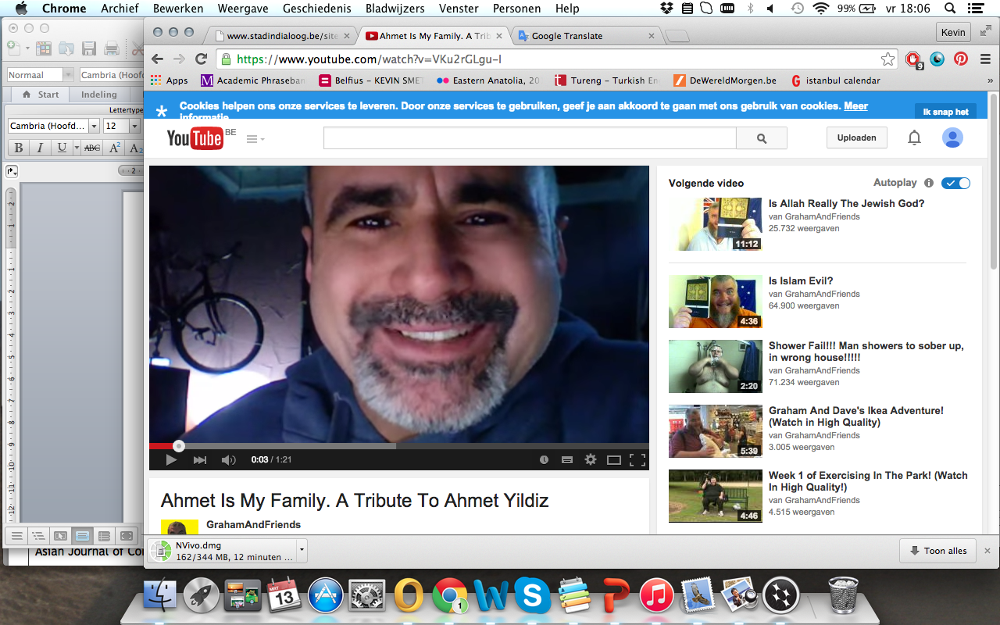 Chrome Archief Bewerken Weergave Geschiedenis Bladwijzers Venster Personen Help 99% vr 18:06
www.stadindialoog.be/site
Ahmet Is My Family. A Trib
Google Translate
Kevin
https://www.youtube.com/watch?v=VKu2rGLgu-I
9
Apps
Academic Phraseban
Belfius - KEVIN SMET
Eastern Anatolia, 20
Tureng - Turkish En
DeWereldMorgen.be
istanbul calendar
»
Normaal
Cambria (Hoofd
Start
Indeling
Lettertype
Cambria (Hoofd...
12
B I U ABC A2 A2
Cookies helpen ons onze services te leveren. Door onze services te gebruiken, geef je aan akkoord te gaan met ons gebruik van cookies. Meer
informatie
Ik snap het
YouTube BE
Uploaden
Volgende video
Autoplay
Is Allah Really The Jewish God?
van GrahamAndFriends
25.732 weergaven
11:12
Is Islam Evil?
van GrahamAndFriends
64.900 weergaven
4:36
Shower Fail!!! Man showers to sober up,
in wrong house!!!!!
van GrahamAndFriends
71.234 weergaven
2:20
Graham And Dave's Ikea Adventure!
(Watch in High Quality)
van GrahamAndFriends
3.005 weergaven
5:39
Week 1 of Exercising In The Park! (Watch
In High Quality!)
van GrahamAndFriends
4.515 weergaven
4:46
0:03 / 1:21
Ahmet Is My Family. A Tribute To Ahmet Yildiz
GrahamAndFriends
NVivo.dmg
162/344 MB, 12 minuten ...
Toon alles
Asian Journal of Co
MRT
13
1